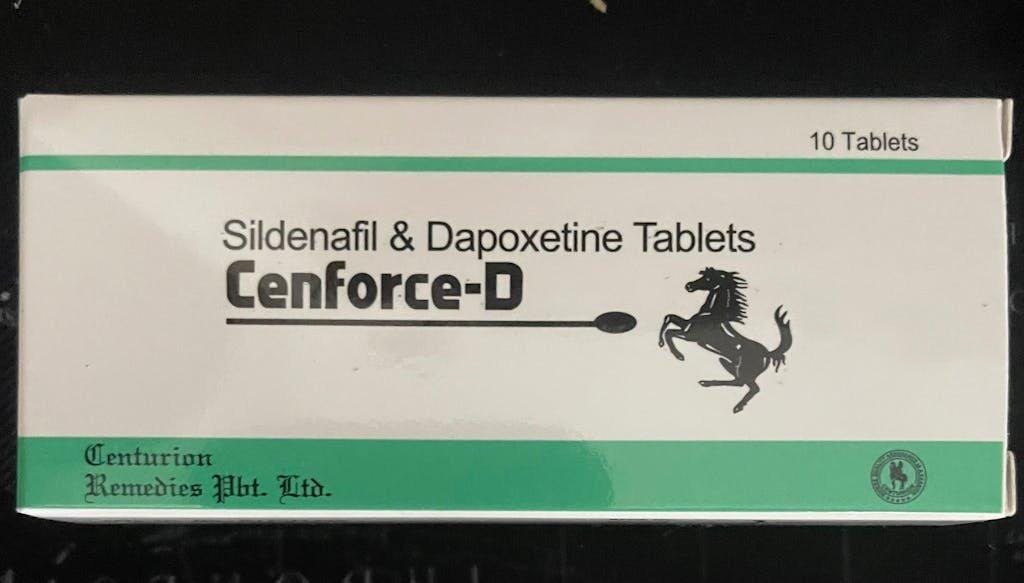 10 Tablets
Sildenafil & Dapoxetine Tablets
Cenforce-D
Centurion
Remedies Pvt. Ltd.